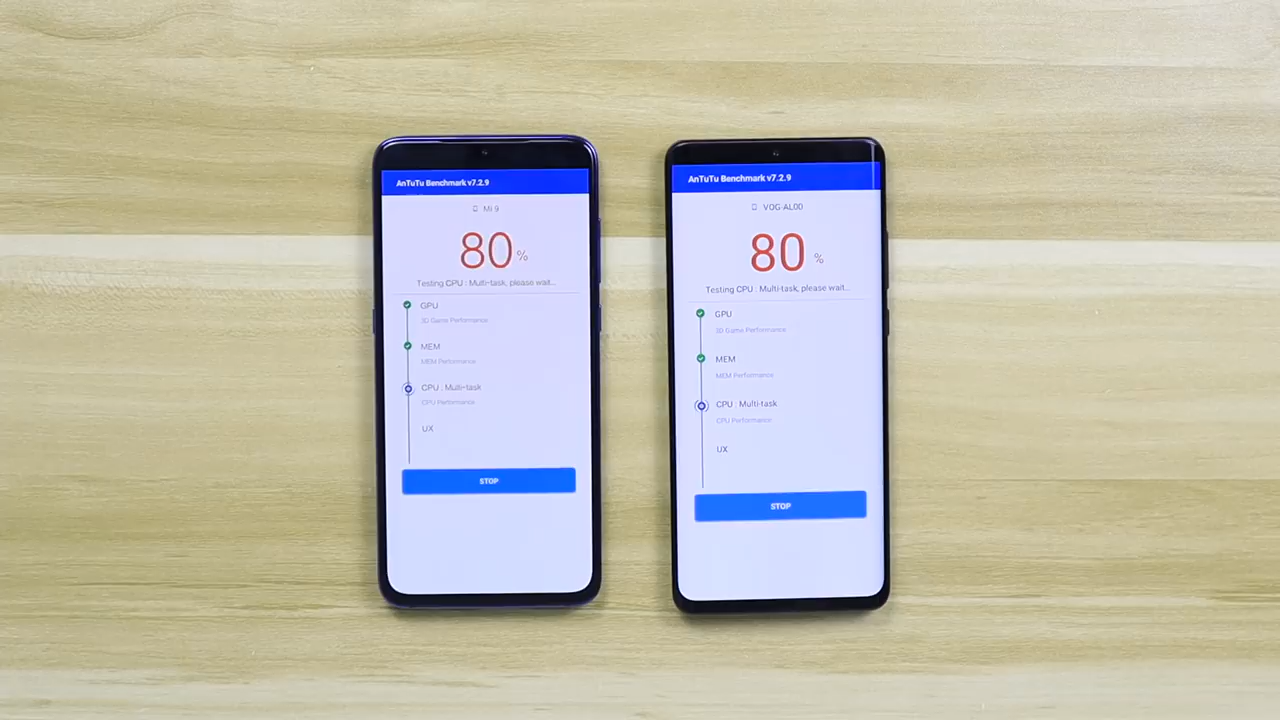 AnTuTu Benchmark v7.2.9
Mi 9
80%
Testing CPU : Multi-task, please wait...
GPU
3D Game Performance
MEM
MEM Performance
CPU : Multi-task
CPU Performance
UX
STOP
AnTuTu Benchmark v7.2.9
VOG-AL00
80%
Testing CPU : Multi-task, please wait...
GPU
3D Game Performance
MEM
MEM Performance
CPU : Multi-task
CPU Performance
UX
STOP